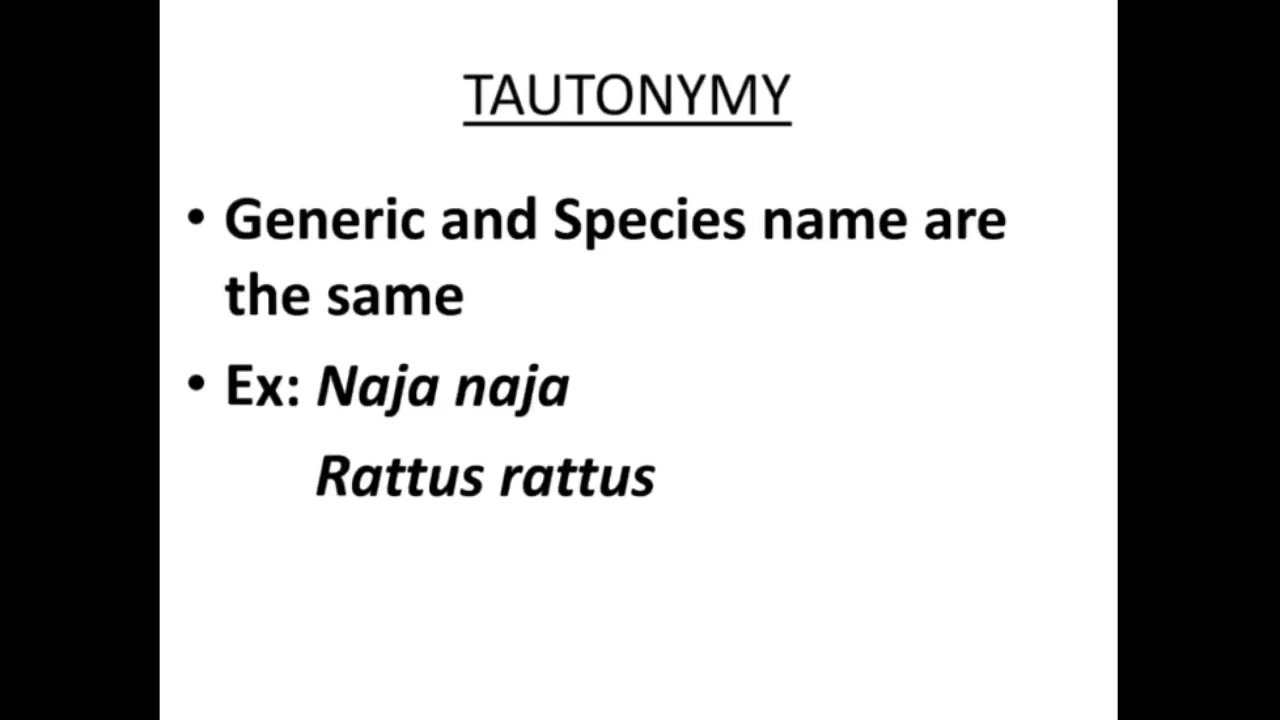 TAUTONYMY
• Generic and Species name are
the same
• Ex: Naja naja
Rattus rattus